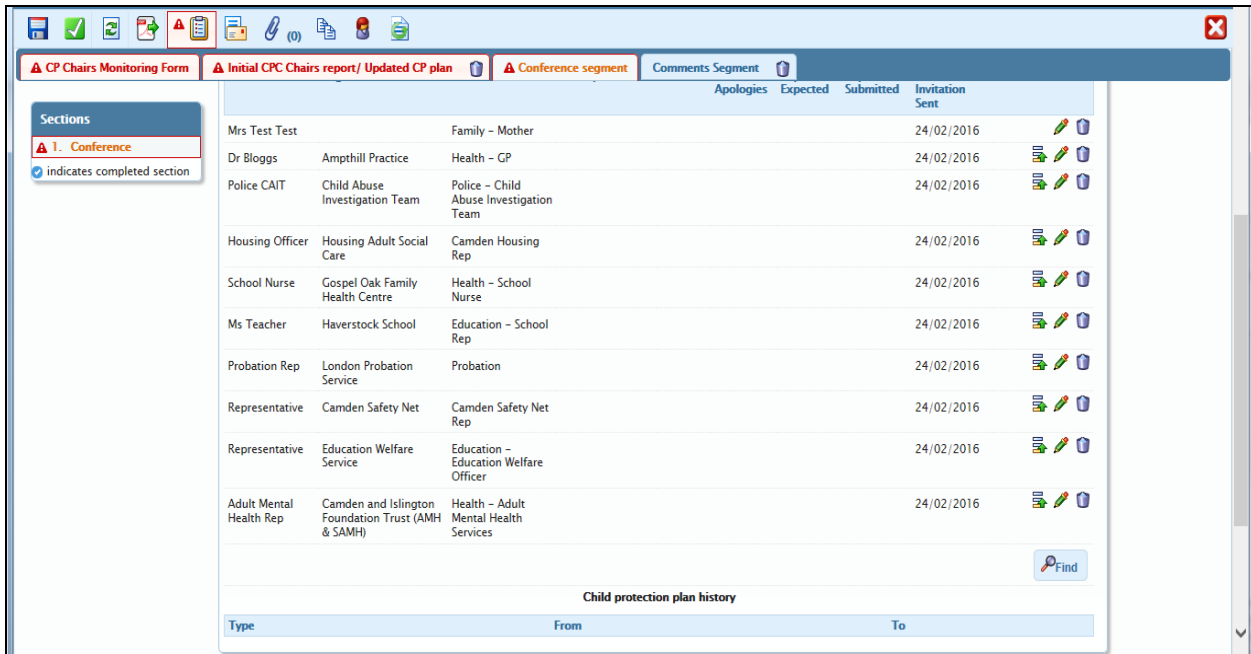 (0)
CP Chairs Monitoring Form
Initial CPC Chairs report/ Updated CP plan
Conference segment
Comments Segment
Sections
1. Conference
indicates completed section
Apologies Expected Submitted Invitation
Sent
Mrs Test Test Family – Mother 24/02/2016
Dr Bloggs Ampthill Practice Health – GP 24/02/2016
Police CAIT Child Abuse Police – Child 24/02/2016
Investigation Team Abuse Investigation
Team
Housing Officer Housing Adult Social Camden Housing 24/02/2016
Care Rep
School Nurse Gospel Oak Family Health – School 24/02/2016
Health Centre Nurse
Ms Teacher Haverstock School Education – School 24/02/2016
Rep
Probation Rep London Probation Probation 24/02/2016
Service
Representative Camden Safety Net Camden Safety Net 24/02/2016
Rep
Representative Education Welfare Education – 24/02/2016
Service Education Welfare
Officer
Adult Mental Camden and Islington Health – Adult 24/02/2016
Health Rep Foundation Trust (AMH Mental Health
& SAMH) Services
Find
Child protection plan history
Type From To